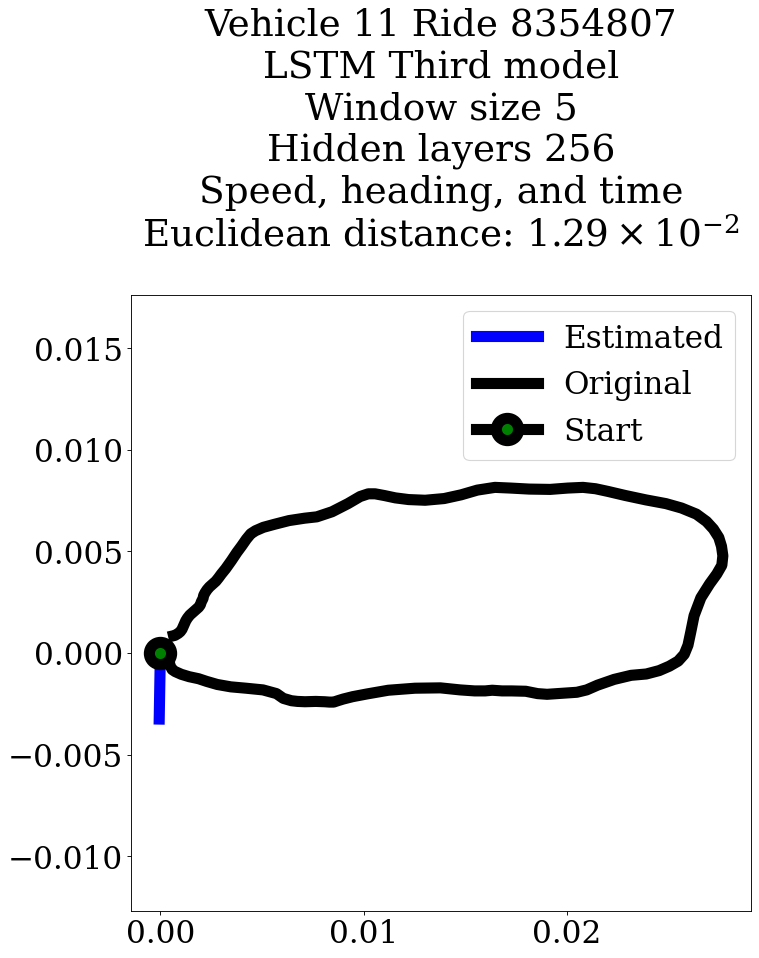 Vehicle 11 Ride 8354807
LSTM Third model
Window size 5
Hidden layers 256
Speed, heading, and time
Euclidean distance: 1.29 × 10⁻²
Estimated
Original
Start
0.015
0.010
0.005
0.000
−0.005
−0.010
0.00 0.01 0.02